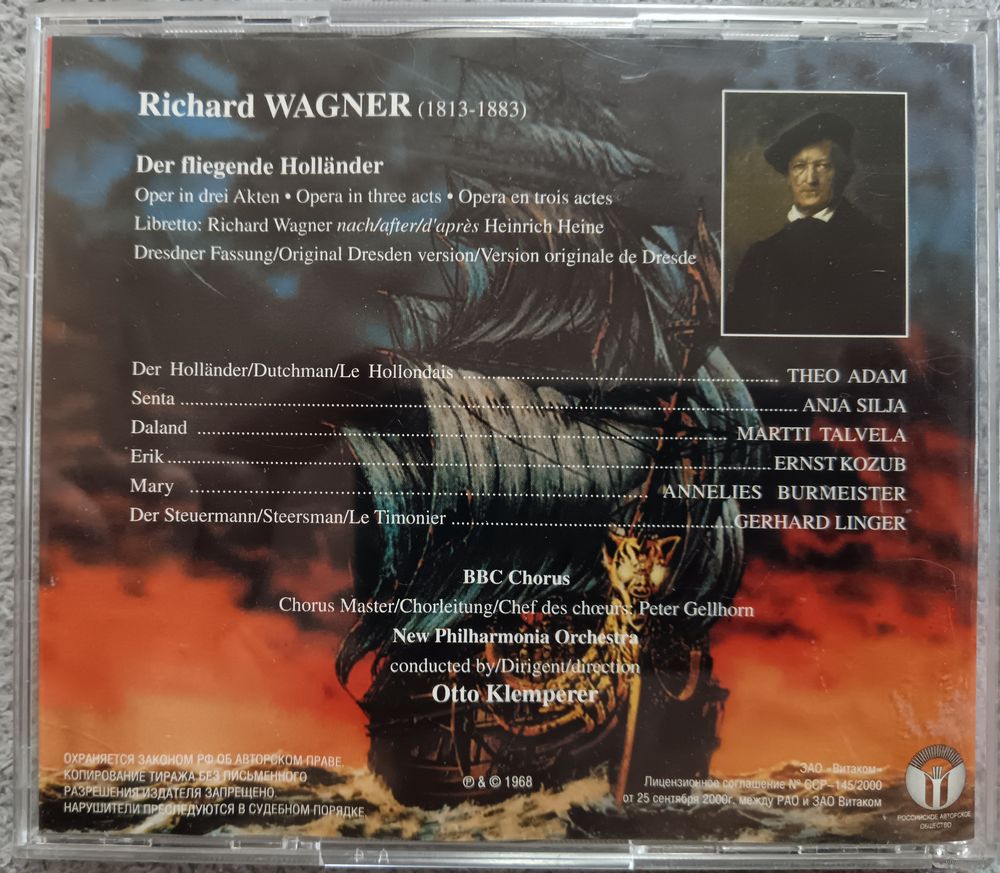 Richard WAGNER (1813-1883)
Der fliegende Holländer
Oper in drei Akten • Opera in three acts • Opera en trois actes
Libretto: Richard Wagner nach/after/d'après Heinrich Heine
Dresdner Fassung/Original Dresden version/Version originale de Dresde
Der Holländer/Dutchman/Le Hollondais ........ THEO ADAM
Senta ........ ANJA SILJA
Daland ........ MARTTI TALVELA
Erik ........ ERNST KOZUB
Mary ........ ANNELIES BURMEISTER
Der Steuermann/Steersman/Le Timonier ........ GERHARD LINGER
BBC Chorus
Chorus Master/Chorleitung/Chef des chœurs: Peter Gellhorn
New Philharmonia Orchestra
conducted by/Dirigent/direction
Otto Klemperer
ОХРАНЯЕТСЯ ЗАКОНОМ РФ ОБ АВТОРСКОМ ПРАВЕ.
КОПИРОВАНИЕ ТИРАЖА БЕЗ ПИСЬМЕННОГО
РАЗРЕШЕНИЯ ИЗДАТЕЛЯ ЗАПРЕЩЕНО.
НАРУШИТЕЛИ ПРЕСЛЕДУЮТСЯ В СУДЕБНОМ ПОРЯДКЕ.
℗ & © 1968
ЗАО «Витаком»
Лицензионное соглашение № ССР-145/2000
от 25 сентября 2000г. между РАО и ЗАО Витаком
РОССИЙСКОЕ АВТОРСКОЕ
ОБЩЕСТВО